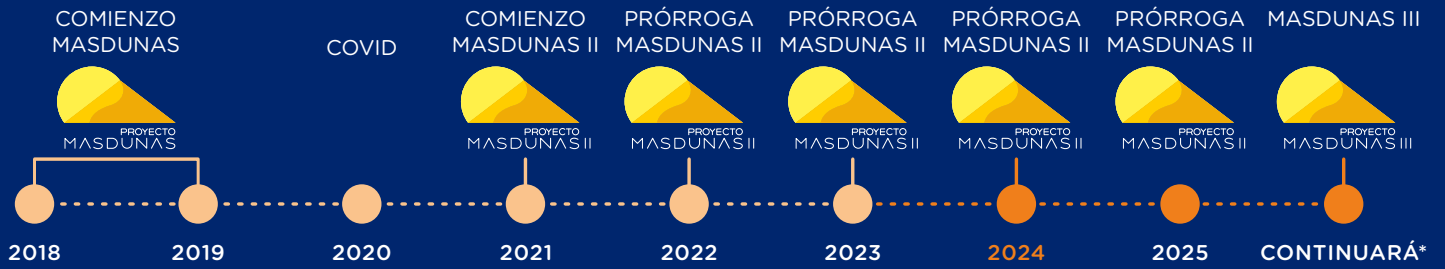 COMIENZO
MASDUNAS
COVID
COMIENZO
MASDUNAS II
PRÓRROGA
MASDUNAS II
PRÓRROGA
MASDUNAS II
PRÓRROGA
MASDUNAS II
PRÓRROGA
MASDUNAS II
MASDUNAS III
PROYECTO
MASDUNAS
PROYECTO
MASDUNAS II
PROYECTO
MASDUNAS II
PROYECTO
MASDUNAS II
PROYECTO
MASDUNAS II
PROYECTO
MASDUNAS II
PROYECTO
MASDUNAS III
2018
2019
2020
2021
2022
2023
2024
2025
CONTINUARÁ*